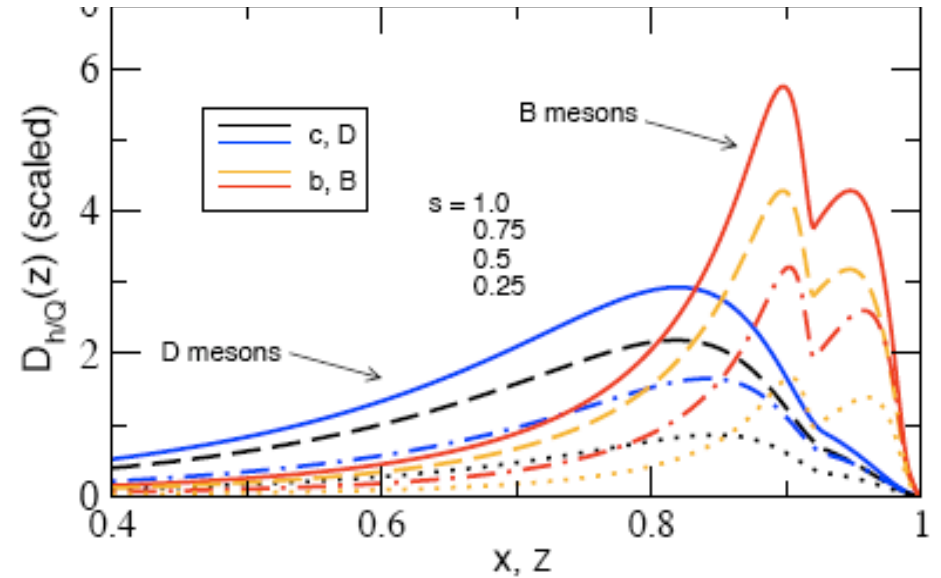 6
4
2
0
0.4
0.6
0.8
1
x, z
D_{h/Q}(z) (scaled)
c, D
b, B
B mesons
D mesons
s = 1.0
0.75
0.5
0.25